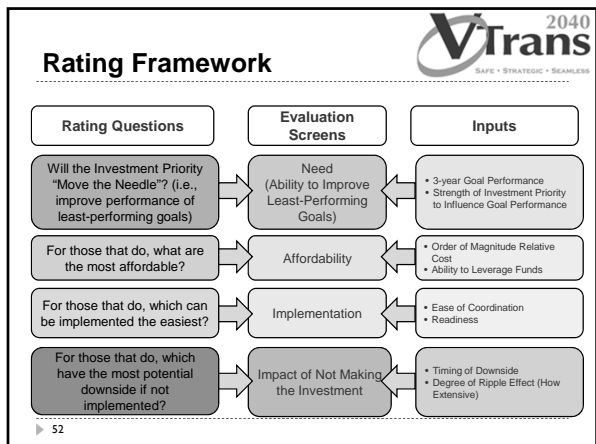 2040
VTrans
SAFE • STRATEGIC • SEAMLESS
Rating Framework
Rating Questions
Evaluation
Screens
Inputs
Will the Investment Priority
“Move the Needle”? (i.e.,
improve performance of
least-performing goals)
Need
(Ability to Improve
Least-Performing
Goals)
• 3-year Goal Performance
• Strength of Investment Priority
to Influence Goal Performance
For those that do, what are
the most affordable?
Affordability
• Order of Magnitude Relative
Cost
• Ability to Leverage Funds
For those that do, which can
be implemented the easiest?
Implementation
• Ease of Coordination
• Readiness
For those that do, which
have the most potential
downside if not
implemented?
Impact of Not Making
the Investment
• Timing of Downside
• Degree of Ripple Effect (How
Extensive)
52